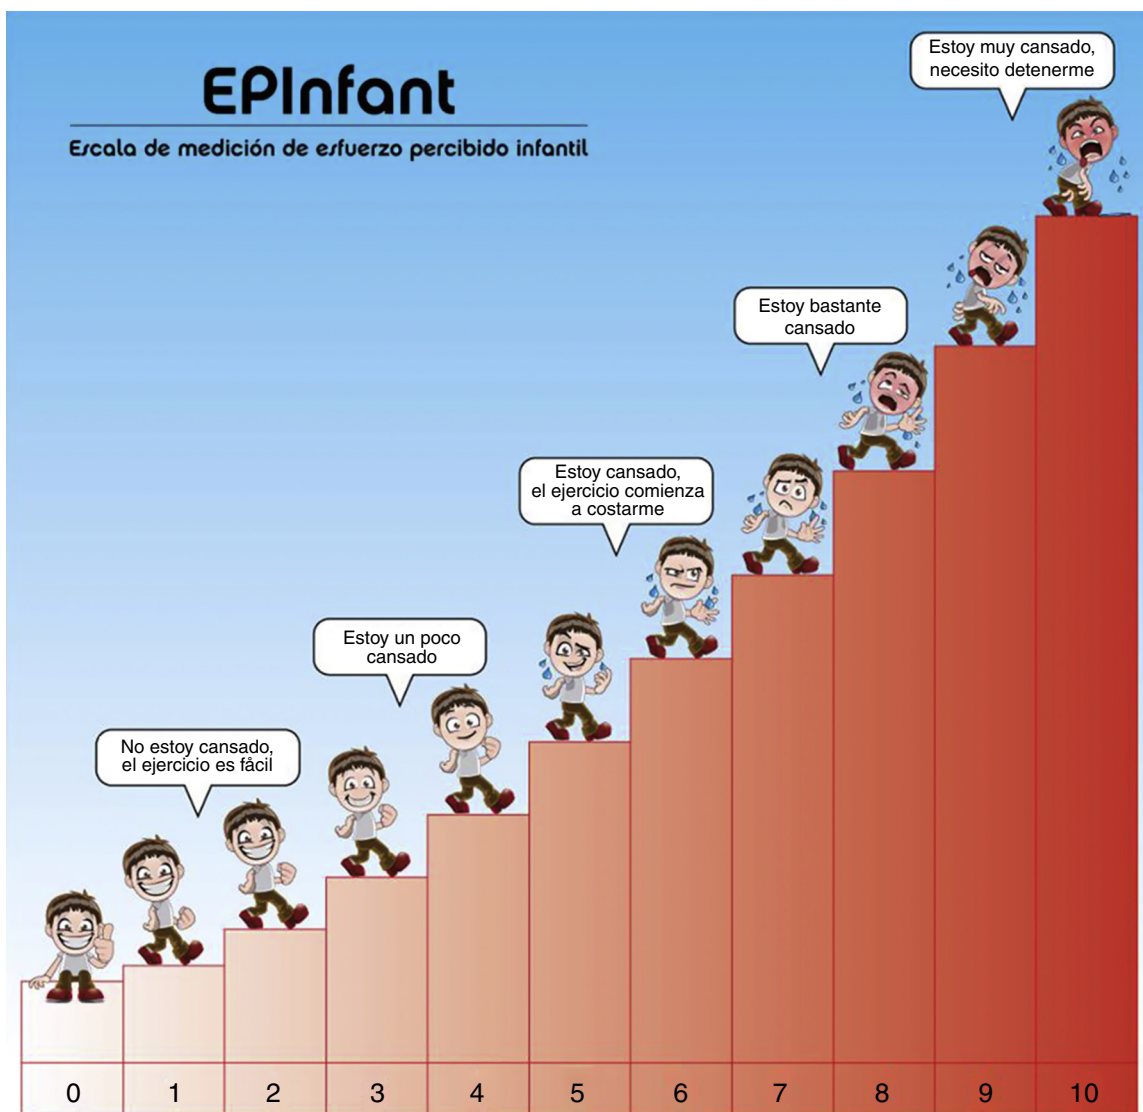 EPInfant
Escala de medición de esfuerzo percibido infantil
Estoy muy cansado,
necesito detenerme
Estoy bastante
cansado
Estoy cansado,
el ejercicio comienza
a costarme
Estoy un poco
cansado
No estoy cansado,
el ejercicio es fácil
0 1 2 3 4 5 6 7 8 9 10